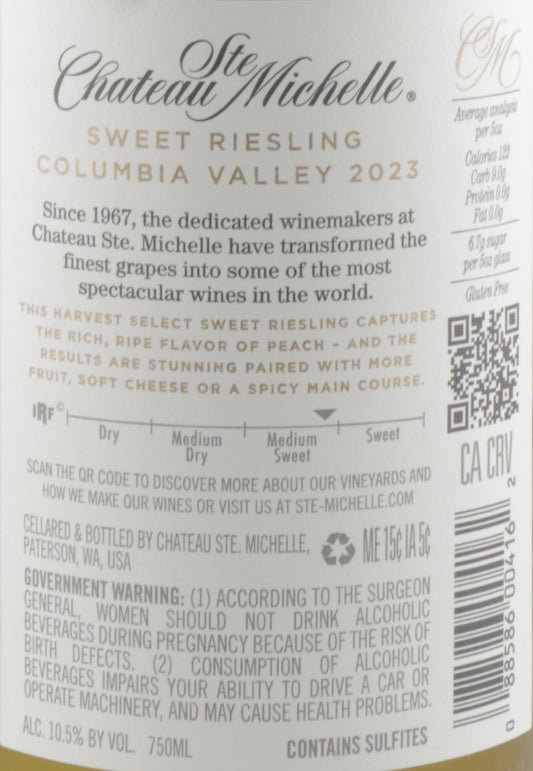 Ste
Chateau Michelle®
SWEET RIESLING
COLUMBIA VALLEY 2023
Since 1967, the dedicated winemakers at
Chateau Ste. Michelle have transformed the
finest grapes into some of the most
spectacular wines in the world.
THIS HARVEST SELECT SWEET RIESLING CAPTURES
THE RICH, RIPE FLAVOR OF PEACH – AND THE
RESULTS ARE STUNNING PAIRED WITH MORE
FRUIT, SOFT CHEESE OR A SPICY MAIN COURSE.
IRF©
Dry
Medium
Dry
Medium
Sweet
Sweet
SCAN THE QR CODE TO DISCOVER MORE ABOUT OUR VINEYARDS AND
HOW WE MAKE OUR WINES OR VISIT US AT STE-MICHELLE.COM
CELLARED & BOTTLED BY CHATEAU STE. MICHELLE,
PATERSON, WA, USA
ME 15¢ IA 5¢
GOVERNMENT WARNING: (1) ACCORDING TO THE SURGEON
GENERAL, WOMEN SHOULD NOT DRINK ALCOHOLIC
BEVERAGES DURING PREGNANCY BECAUSE OF THE RISK OF
BIRTH DEFECTS. (2) CONSUMPTION OF ALCOHOLIC
BEVERAGES IMPAIRS YOUR ABILITY TO DRIVE A CAR OR
OPERATE MACHINERY, AND MAY CAUSE HEALTH PROBLEMS.
ALC. 10.5% BY VOL. 750ML
CONTAINS SULFITES
CSM
Average analysis
per 5oz
Calories 122
Carb 9.0g
Protein 0.0g
Fat 0.0g
6.7g sugar
per 5oz glass
Gluten Free
CA CRV
0 88586 00416 2